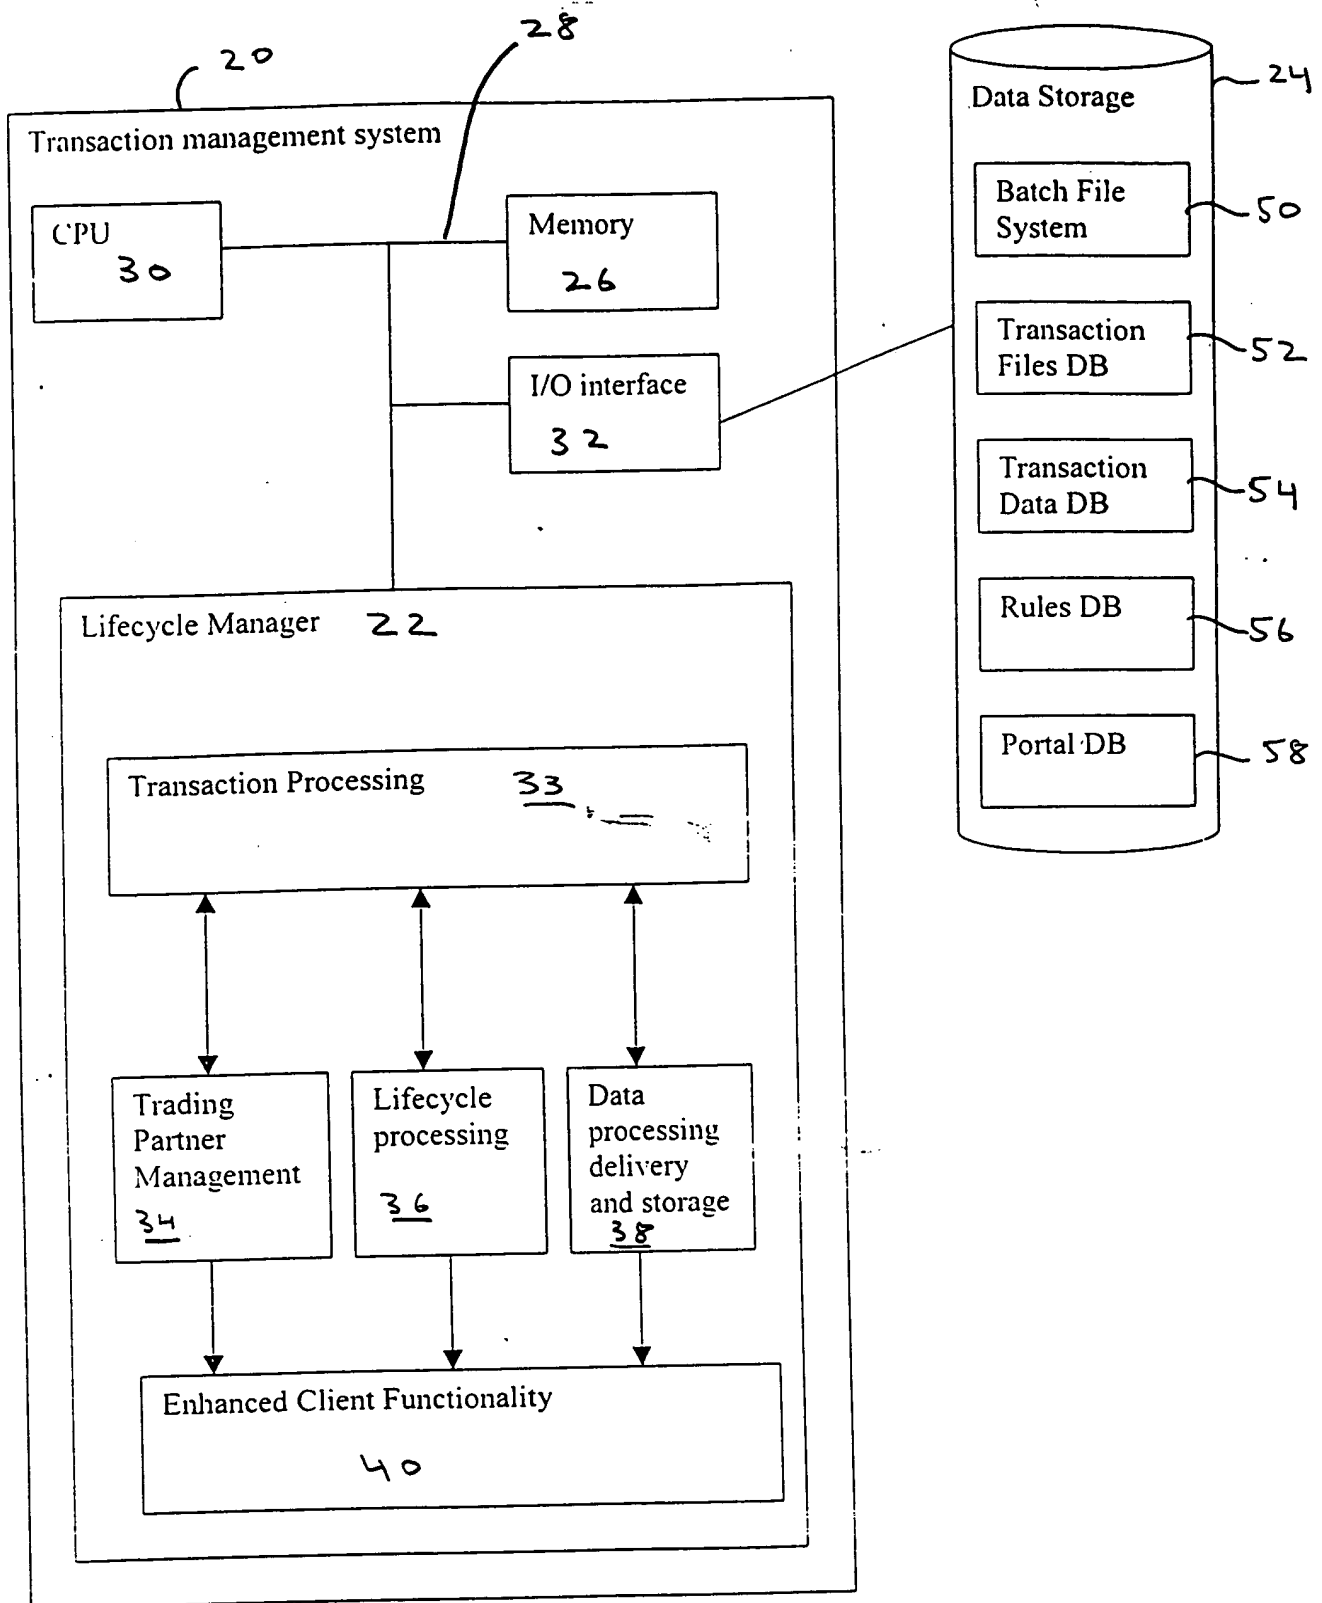 20
28
Transaction management system
CPU
30
Memory
26
I/O interface
32
Lifecycle Manager 22
Transaction Processing 33
Trading
Partner
Management
34
Lifecycle
processing
36
Data
processing
delivery
and storage
38
Enhanced Client Functionality
40
24
Data Storage
Batch File
System
50
Transaction
Files DB
52
Transaction
Data DB
54
Rules DB
56
Portal DB
58